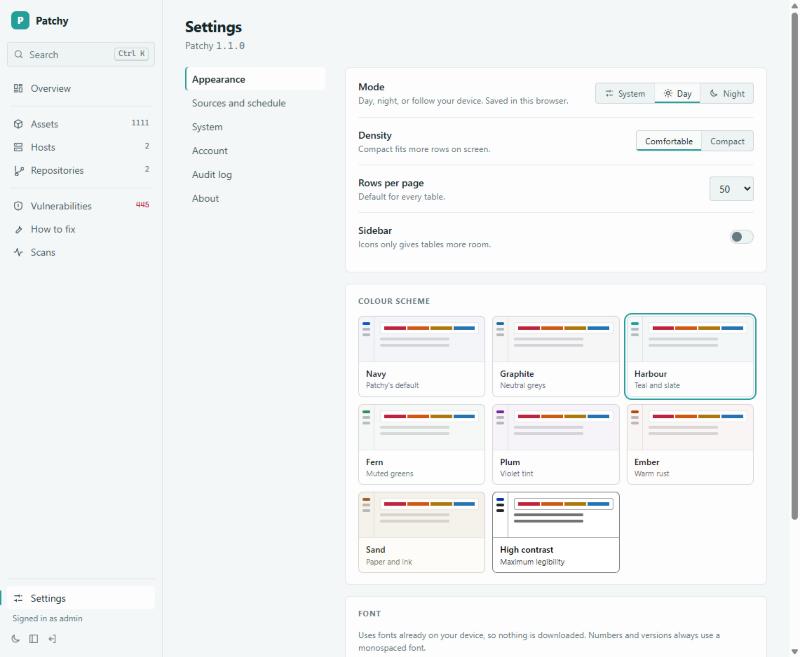 P Patchy
Search Ctrl K
Overview
Assets 1111
Hosts 2
Repositories 2
Vulnerabilities 445
How to fix
Scans
Settings
Signed in as admin
Settings
Patchy 1.1.0
Appearance
Sources and schedule
System
Account
Audit log
About
Mode
Day, night, or follow your device. Saved in this browser.
System Day Night
Density
Compact fits more rows on screen.
Comfortable Compact
Rows per page
Default for every table.
50
Sidebar
Icons only gives tables more room.
COLOUR SCHEME
Navy
Patchy's default
Graphite
Neutral greys
Harbour
Teal and slate
Fern
Muted greens
Plum
Violet tint
Ember
Warm rust
Sand
Paper and ink
High contrast
Maximum legibility
FONT
Uses fonts already on your device, so nothing is downloaded. Numbers and versions always use a
monospaced font.